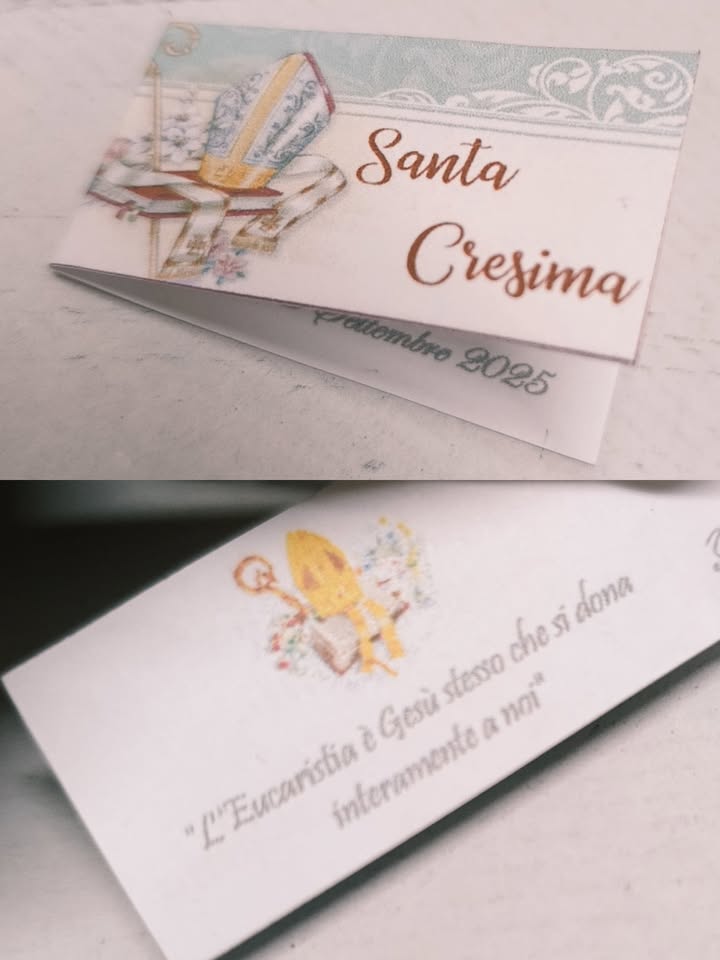 Santa
Cresima
Settembre 2025
"L'Eucaristia è Gesù stesso che si dona
interamente a noi"